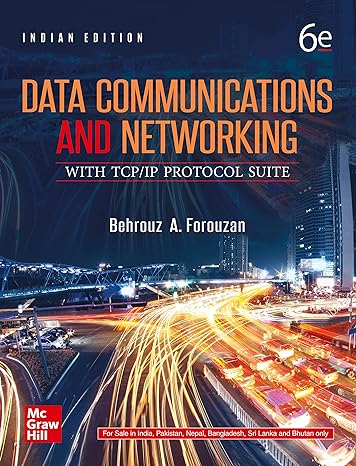 INDIAN EDITION
6e
DATA COMMUNICATIONS
AND NETWORKING
WITH TCP/IP PROTOCOL SUITE
Behrouz A. Forouzan
Mc
Graw
Hill
For Sale in India, Pakistan, Nepal, Bangladesh, Sri Lanka and Bhutan only